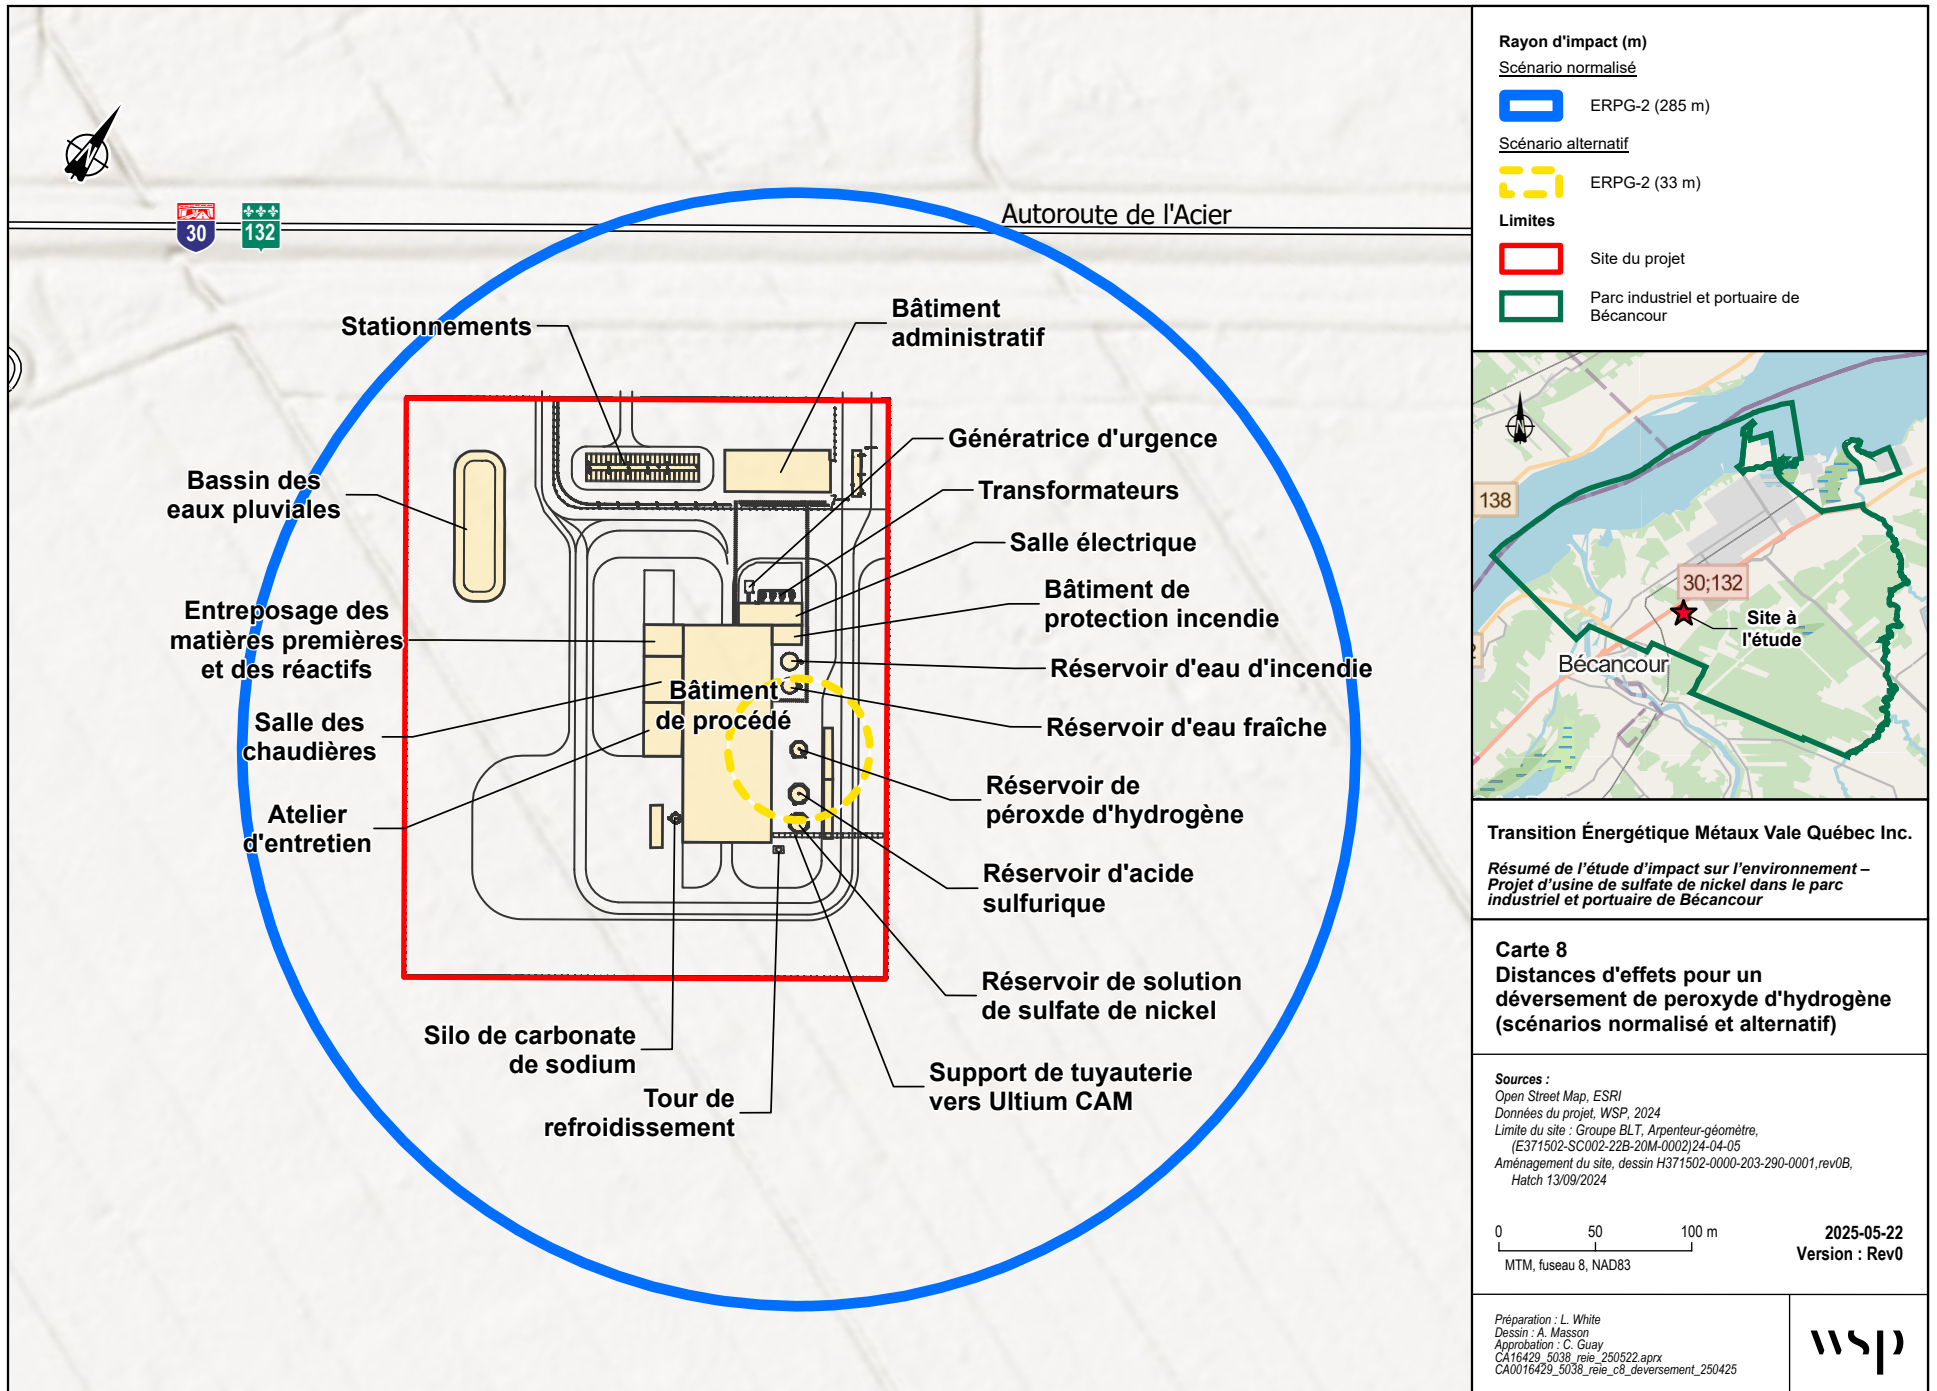 30
132
Autoroute de l'Acier
Stationnements
Bâtiment
administratif
Génératrice d'urgence
Bassin des
eaux pluviales
Transformateurs
Salle électrique
Bâtiment de
protection incendie
Entreposage des
matières premières
et des réactifs
Réservoir d'eau d'incendie
Bâtiment
de procédé
Salle des
chaudières
Réservoir d'eau fraîche
Réservoir de
péroxde d'hydrogène
Atelier
d'entretien
Réservoir d'acide
sulfurique
Réservoir de solution
de sulfate de nickel
Silo de carbonate
de sodium
Support de tuyauterie
vers Ultium CAM
Tour de
refroidissement
Rayon d'impact (m)
Scénario normalisé
ERPG-2 (285 m)
Scénario alternatif
ERPG-2 (33 m)
Limites
Site du projet
Parc industriel et portuaire de
Bécancour
138
30;132
Site à
l'étude
Bécancour
2
Transition Énergétique Métaux Vale Québec Inc.
Résumé de l'étude d'impact sur l'environnement –
Projet d'usine de sulfate de nickel dans le parc
industriel et portuaire de Bécancour
Carte 8
Distances d'effets pour un
déversement de peroxyde d'hydrogène
(scénarios normalisé et alternatif)
Sources :
Open Street Map, ESRI
Données du projet, WSP, 2024
Limite du site : Groupe BLT, Arpenteur-géomètre,
(E371502-SC002-22B-20M-0002)24-04-05
Aménagement du site, dessin H371502-0000-203-290-0001,rev0B,
Hatch 13/09/2024
0 50 100 m
MTM, fuseau 8, NAD83
2025-05-22
Version : Rev0
Préparation : L. White
Dessin : A. Masson
Approbation : C. Guay
CA16429_5038_reie_250522.aprx
CA0016429_5038_reie_c8_deversement_250425
wsp